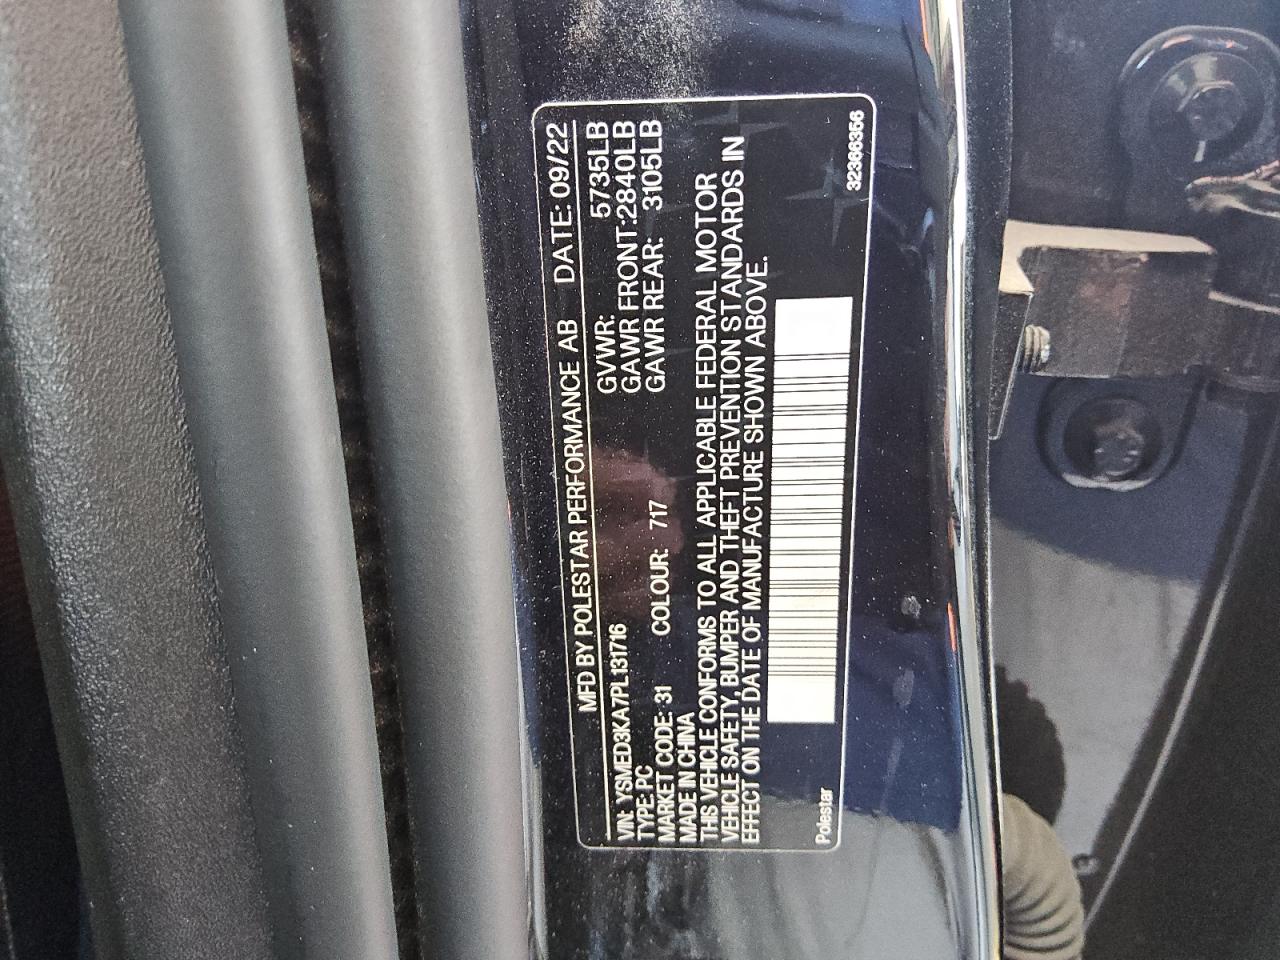 MFD BY POLESTAR PERFORMANCE AB DATE: 09/22
VIN: YSMED3KA7PL131716 GVWR: 5735LB
TYPE: PC GAWR FRONT:2840LB
MARKET CODE: 31 COLOUR: 717 GAWR REAR: 3105LB
MADE IN CHINA
THIS VEHICLE CONFORMS TO ALL APPLICABLE FEDERAL MOTOR
VEHICLE SAFETY, BUMPER AND THEFT PREVENTION STANDARDS IN
EFFECT ON THE DATE OF MANUFACTURE SHOWN ABOVE.
Polestar 32366356